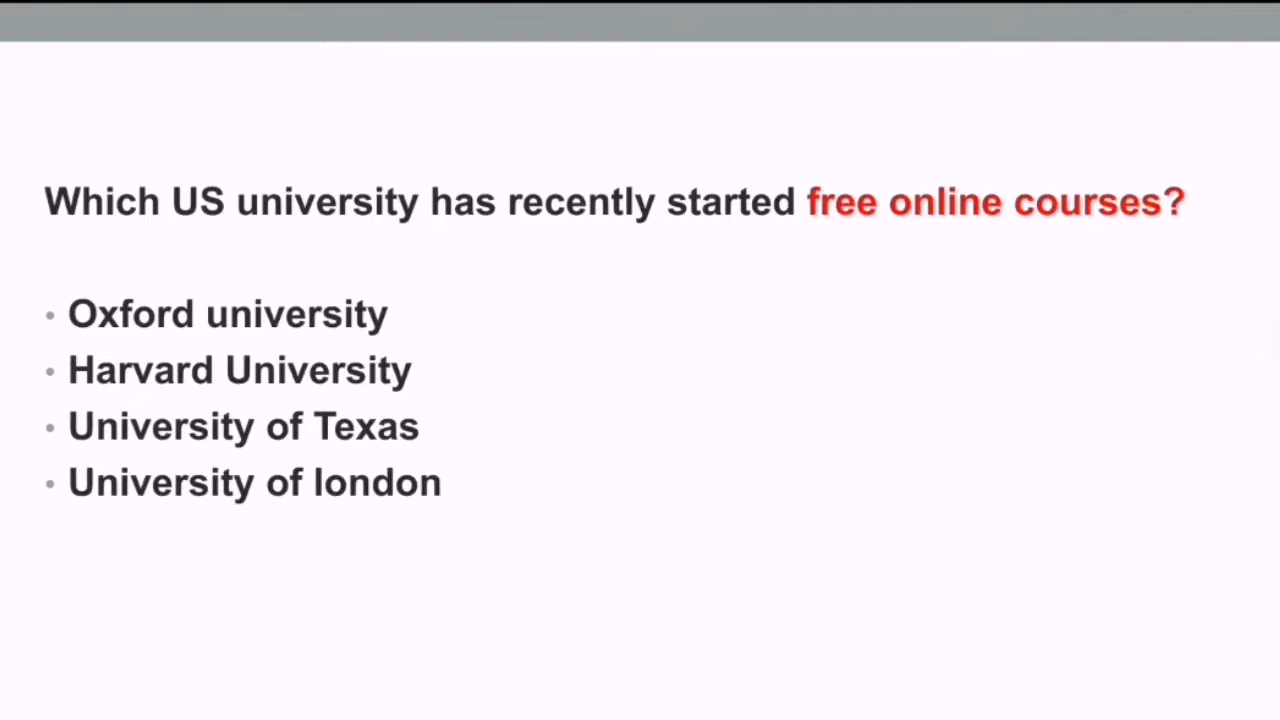 Which US university has recently started free online courses?
• Oxford university
• Harvard University
• University of Texas
• University of london